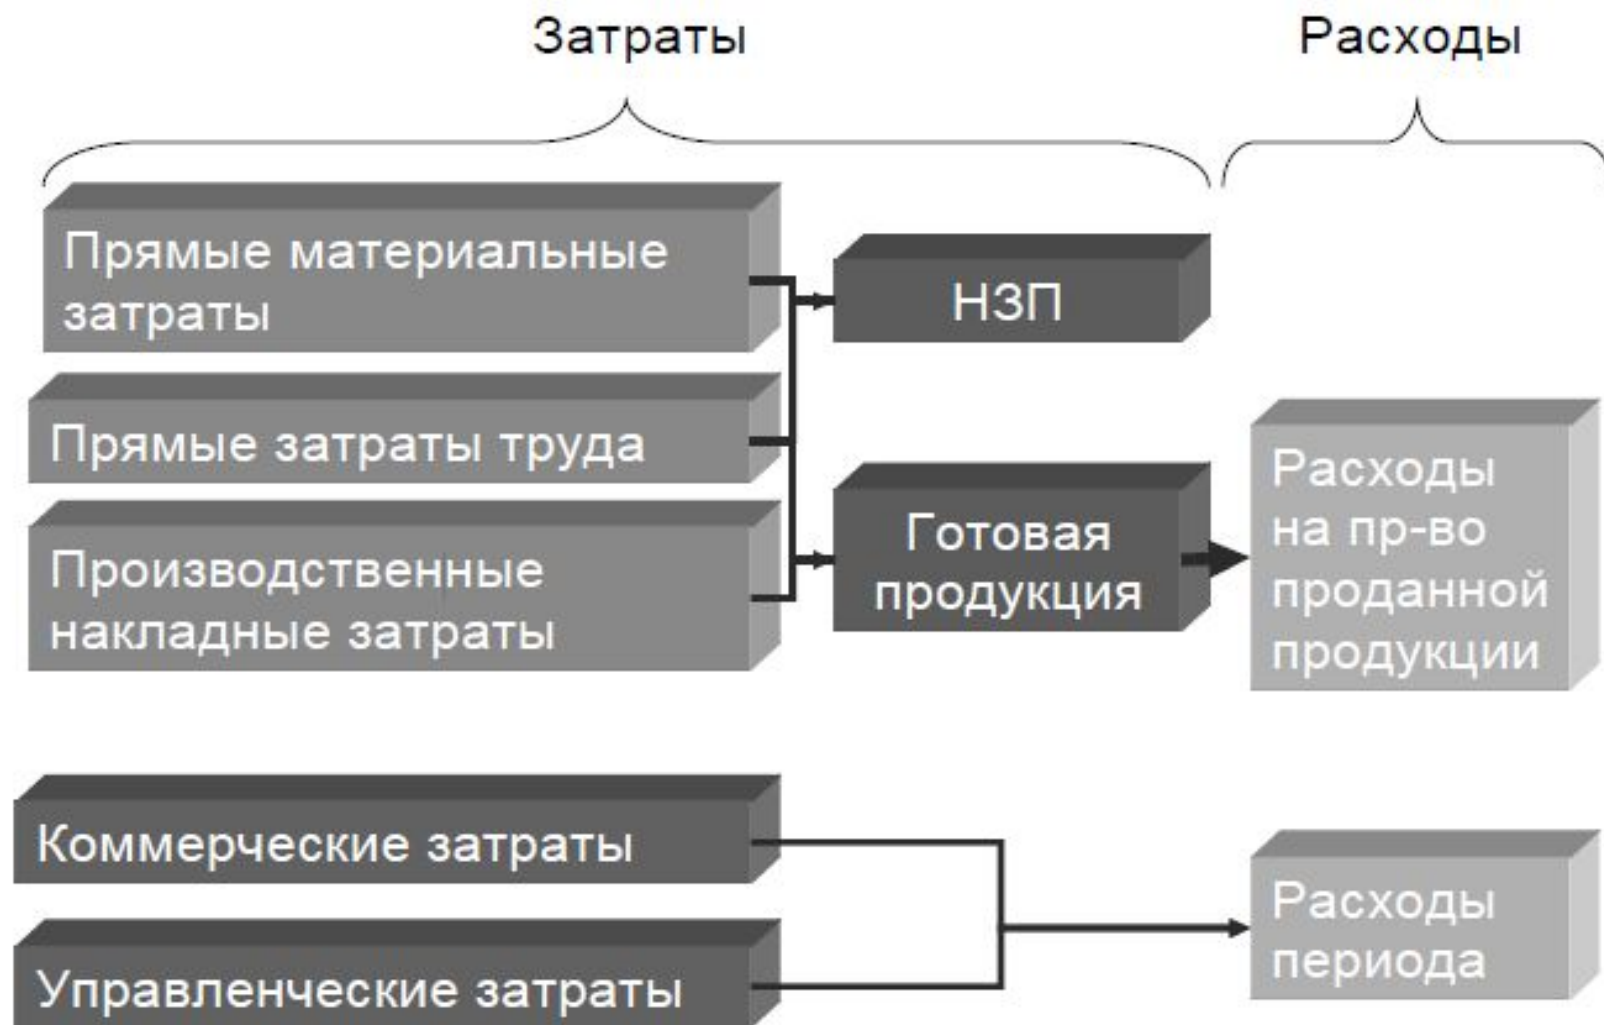 Затраты
Расходы
Прямые материальные
затраты
НЗП
Прямые затраты труда
Производственные
накладные затраты
Готовая
продукция
Расходы
на пр-во
проданной
продукции
Коммерческие затраты
Управленческие затраты
Расходы
периода